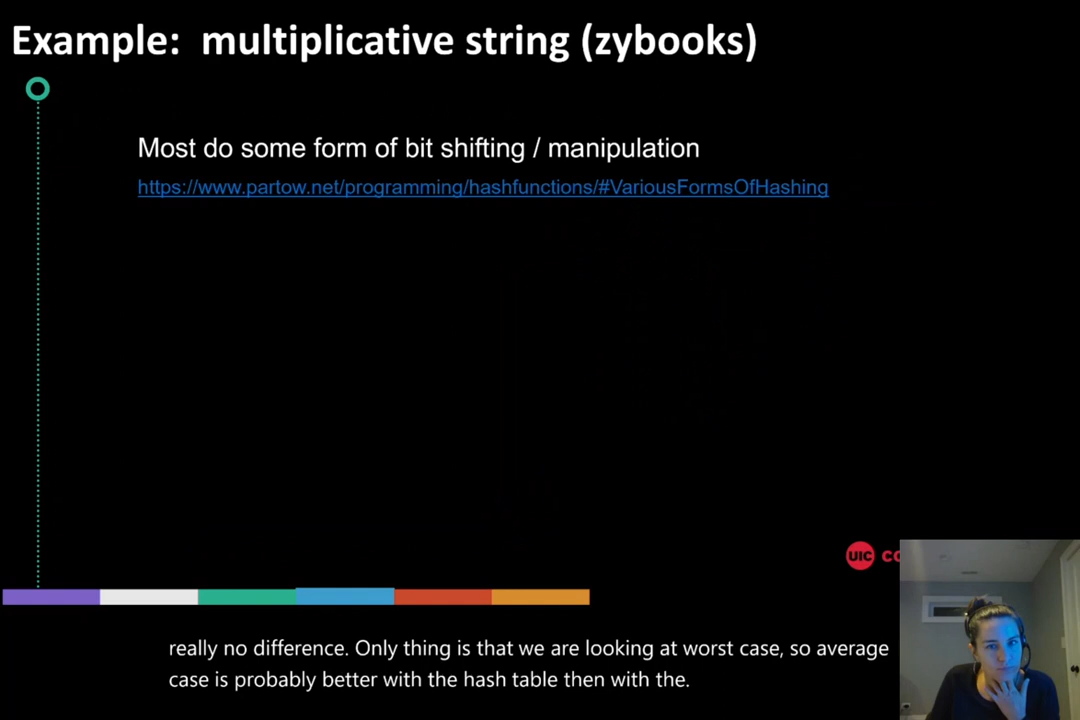 Example: multiplicative string (zybooks)
Most do some form of bit shifting / manipulation
https://www.partow.net/programming/hashfunctions/#VariousFormsOfHashing
UIC CO
really no difference. Only thing is that we are looking at worst case, so average
case is probably better with the hash table then with the.